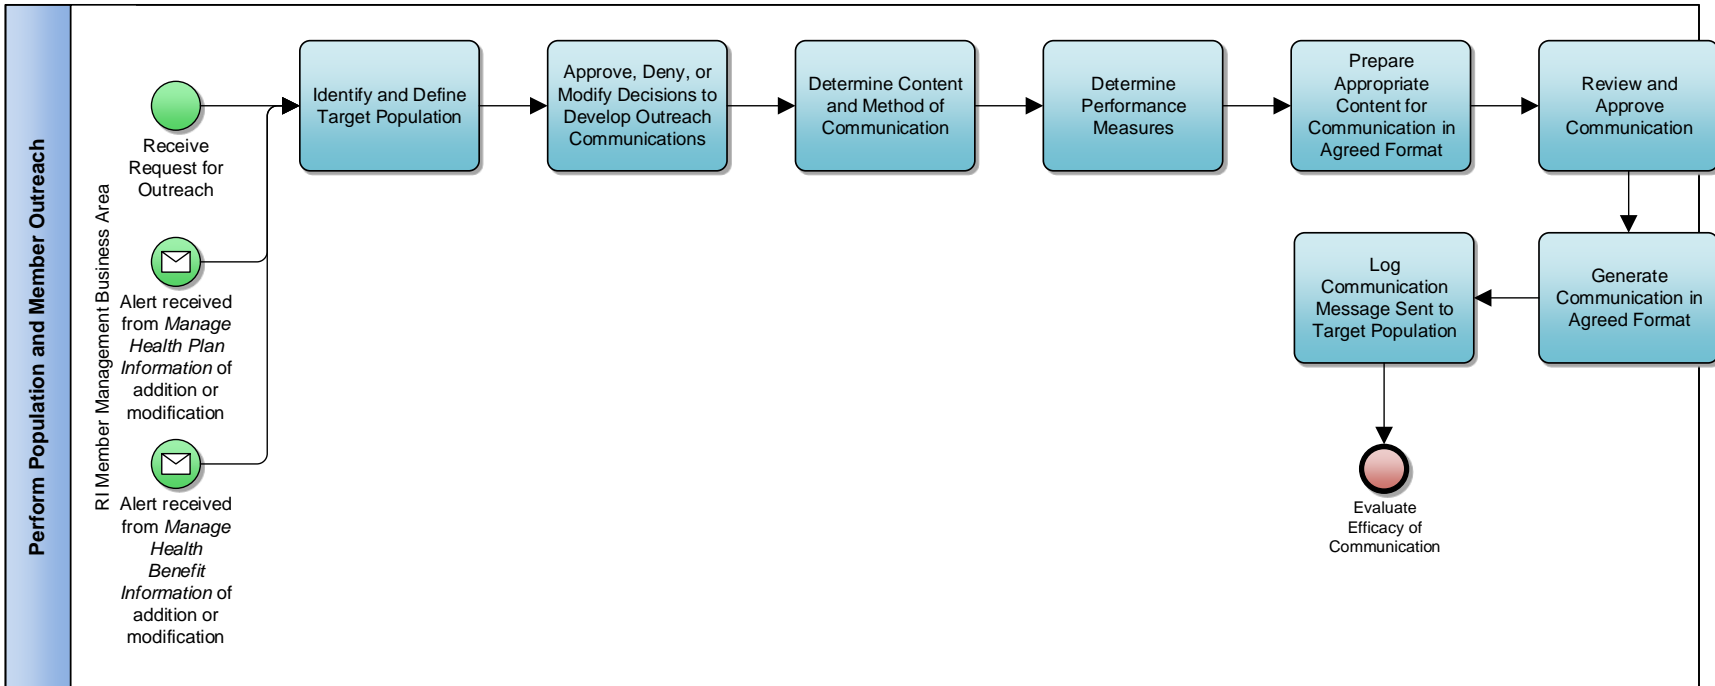 Perform Population and Member Outreach
RI Member Management Business Area
Receive
Request for
Outreach
Alert received
from Manage
Health Plan
Information of
addition or
modification
Alert received
from Manage
Health
Benefit
Information of
addition or
modification
Identify and Define
Target Population
Approve, Deny, or
Modify Decisions to
Develop Outreach
Communications
Determine Content
and Method of
Communication
Determine
Performance
Measures
Prepare
Appropriate
Content for
Communication in
Agreed Format
Review and
Approve
Communication
Generate
Communication in
Agreed Format
Log
Communication
Message Sent to
Target Population
Evaluate
Efficacy of
Communication